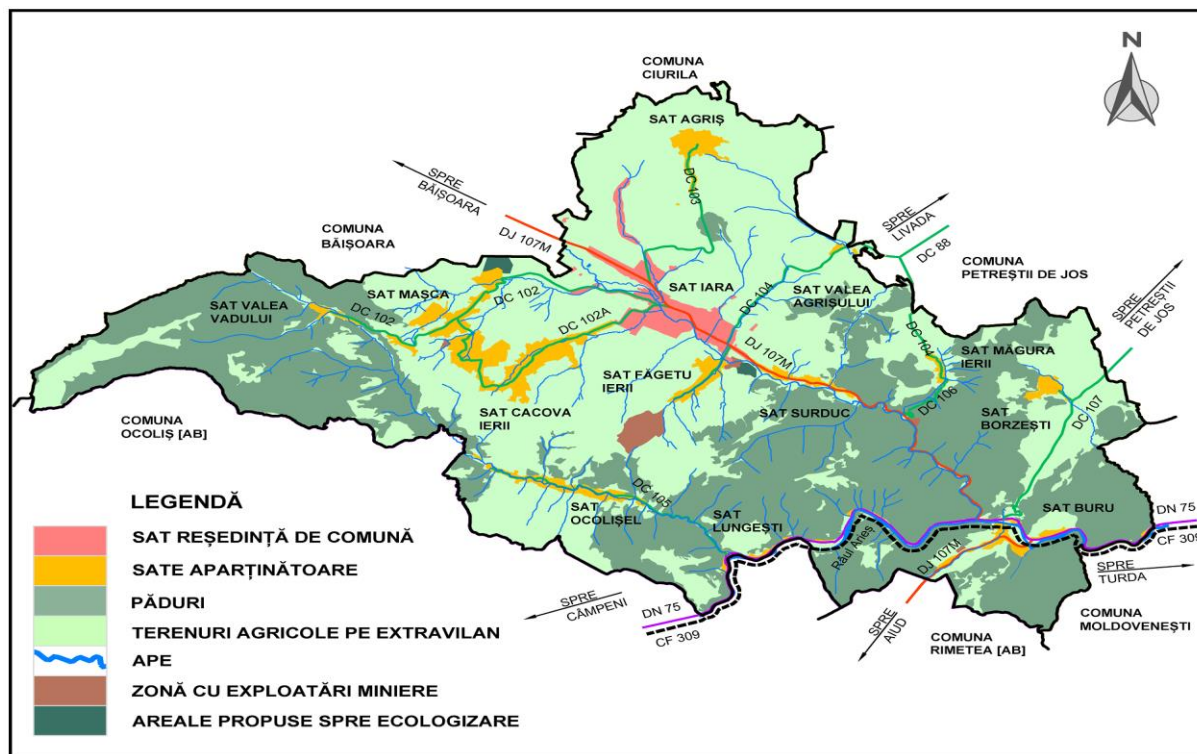 N
COMUNA
CIURILA
SAT AGRIȘ
SPRE
BĂIȘOARA
DC 103
SPRE
LIVADA
DC 88
COMUNA
BĂIȘOARA
DJ 107M
COMUNA
PETREȘTII DE JOS
SAT IARA
DC 104
SAT VALEA
AGRIȘULUI
SPRE
PETREȘTII
DE JOS
SAT VALEA
VADULUI
SAT MAȘCA
DC 102
DC 102
DC 102A
DJ 107M
DC 104
SAT MAGURA
IERII
SAT FĂGETU
IERII
SAT CACOVA
IERII
SAT SURDUC
DC 106
SAT
BORZEȘTI
DC 107
COMUNA
OCOLIȘ [AB]
DC 105
SAT
OCOLIȘEL
SAT
LUNGEȘTI
Râul Arieș
SAT BURU
DN 75
CF 309
DJ 107M
SPRE
TURDA
SPRE
CÂMPENI
DN 75
CF 309
SPRE
AIUD
COMUNA
RIMETEA [AB]
COMUNA
MOLDOVENEȘTI
LEGENDĂ
SAT REȘEDINȚĂ DE COMUNĂ
SATE APARȚINĂTOARE
PĂDURI
TERENURI AGRICOLE PE EXTRAVILAN
APE
ZONĂ CU EXPLOATĂRI MINIERE
AREALE PROPUSE SPRE ECOLOGIZARE